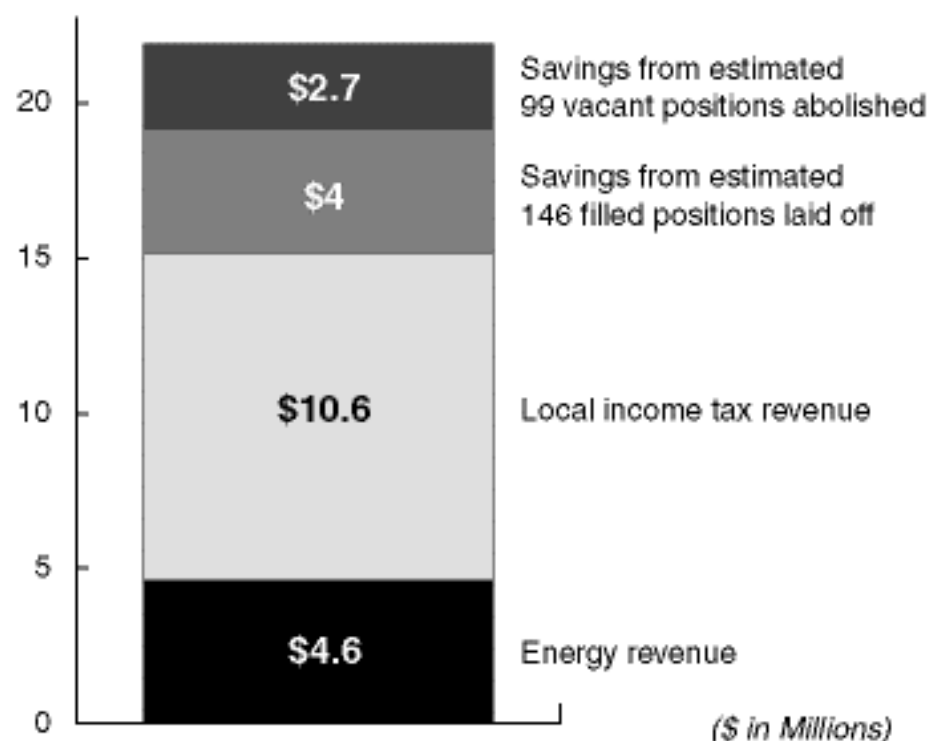 20
15
10
5
0
$2.7
$4
$10.6
$4.6
Savings from estimated
99 vacant positions abolished
Savings from estimated
146 filled positions laid off
Local income tax revenue
Energy revenue
($ in Millions)